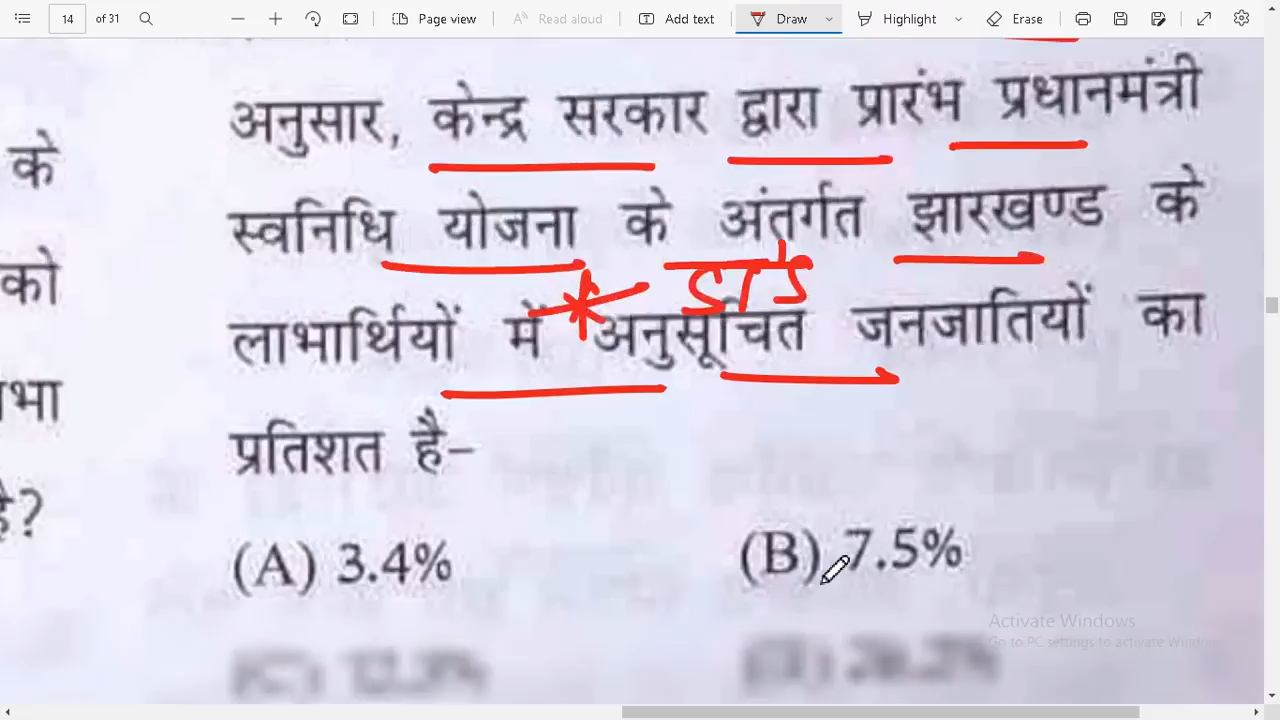 14 of 31 Page view Read aloud Add text Draw Highlight Erase
अनुसार, केन्द्र सरकार द्वारा प्रारंभ प्रधानमंत्री
के
स्वनिधि योजना के अंतर्गत झारखण्ड के
को
ST'S
लाभार्थियों में अनुसूचित जनजातियों का
भा
प्रतिशत है–
है?
(A) 3.4% (B) 7.5%
Activate Windows
Go to PC settings to activate Windows